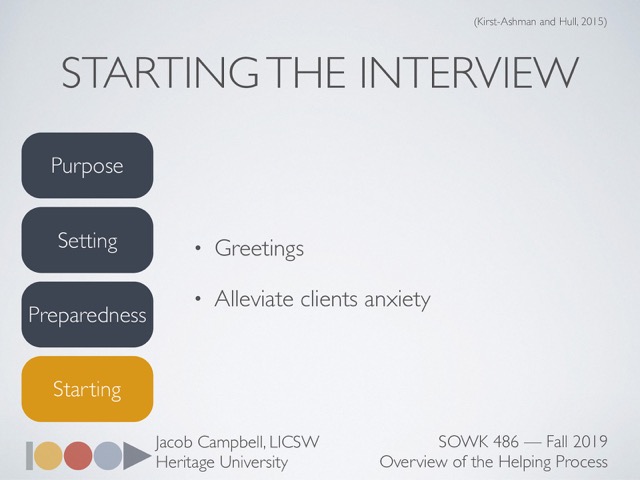 (Kirst-Ashman and Hull, 2015)
STARTING THE INTERVIEW
Purpose
Setting
Preparedness
Starting
• Greetings
• Alleviate clients anxiety
Jacob Campbell, LICSW
Heritage University
SOWK 486 — Fall 2019
Overview of the Helping Process